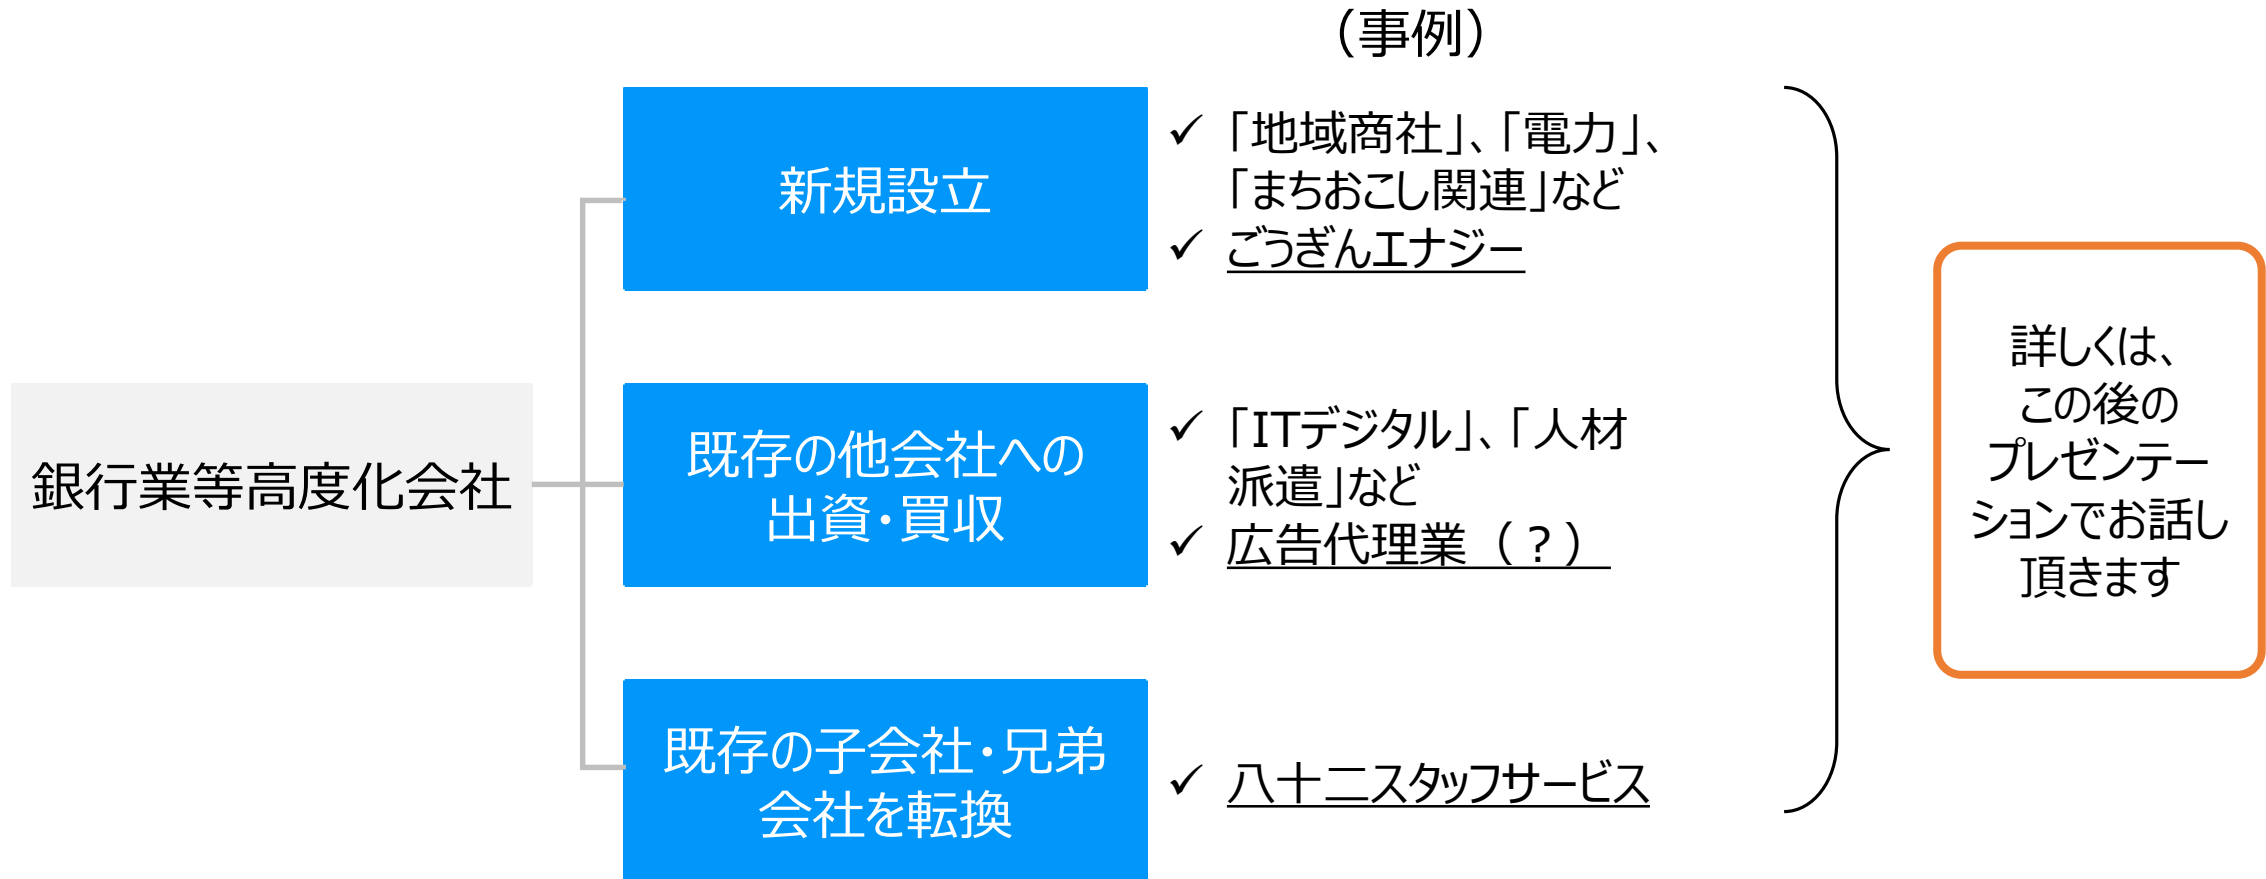 （事例）
新規設立
✓ 「地域商社」、「電力」、
「まちおこし関連」など
✓ ごうぎんエナジー
銀行業等高度化会社
既存の他会社への
出資・買収
✓ 「ITデジタル」、「人材
派遣」など
✓ 広告代理業（？）
既存の子会社・兄弟
会社を転換
✓ 八十二スタッフサービス
詳しくは、
この後の
プレゼンテー
ションでお話し
頂きます